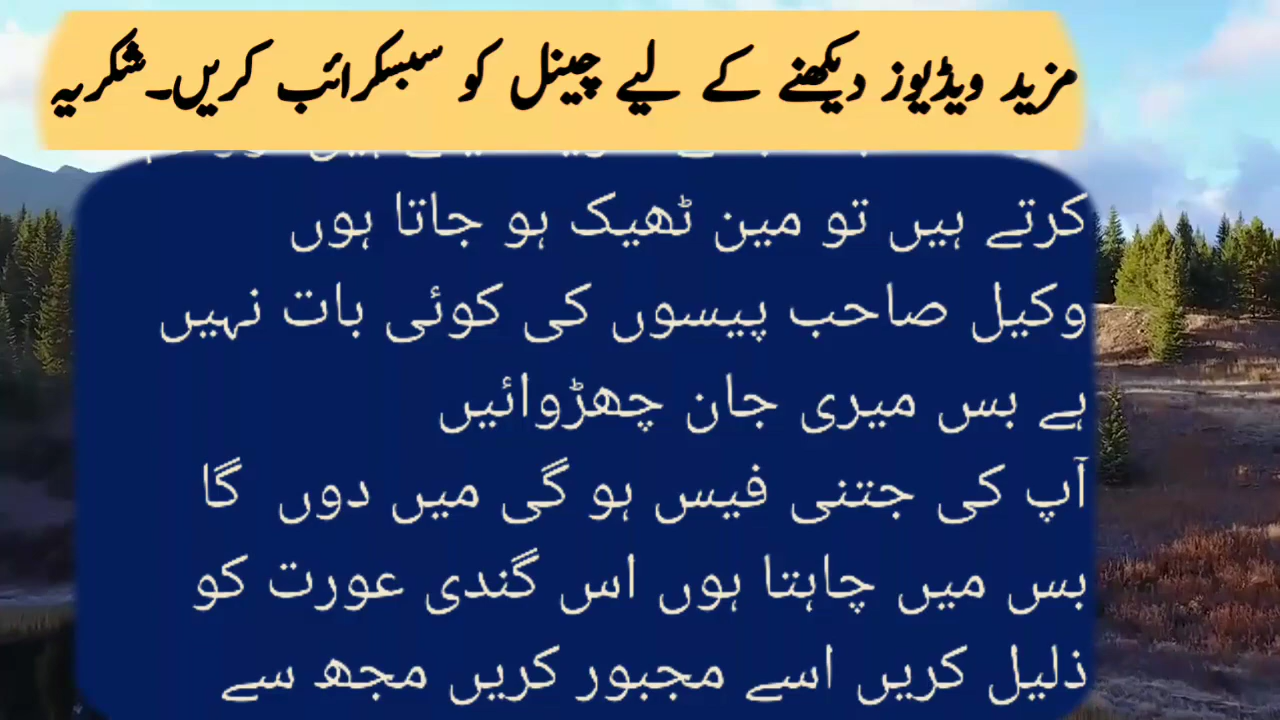 مزید ویڈیوز دیکھنے کے لیے چینل کو سبسکرائب کریں۔شکریہ
کرتے ہیں تو مین ٹھیک ہو جاتا ہوں
وکیل صاحب پیسوں کی کوئی بات نہیں
ہے بس میری جان چھڑوائیں
آپ کی جتنی فیس ہو گی میں دوں گا
بس میں چاہتا ہوں اس گندی عورت کو
ذلیل کریں اسے مجبور کریں مجھ سے